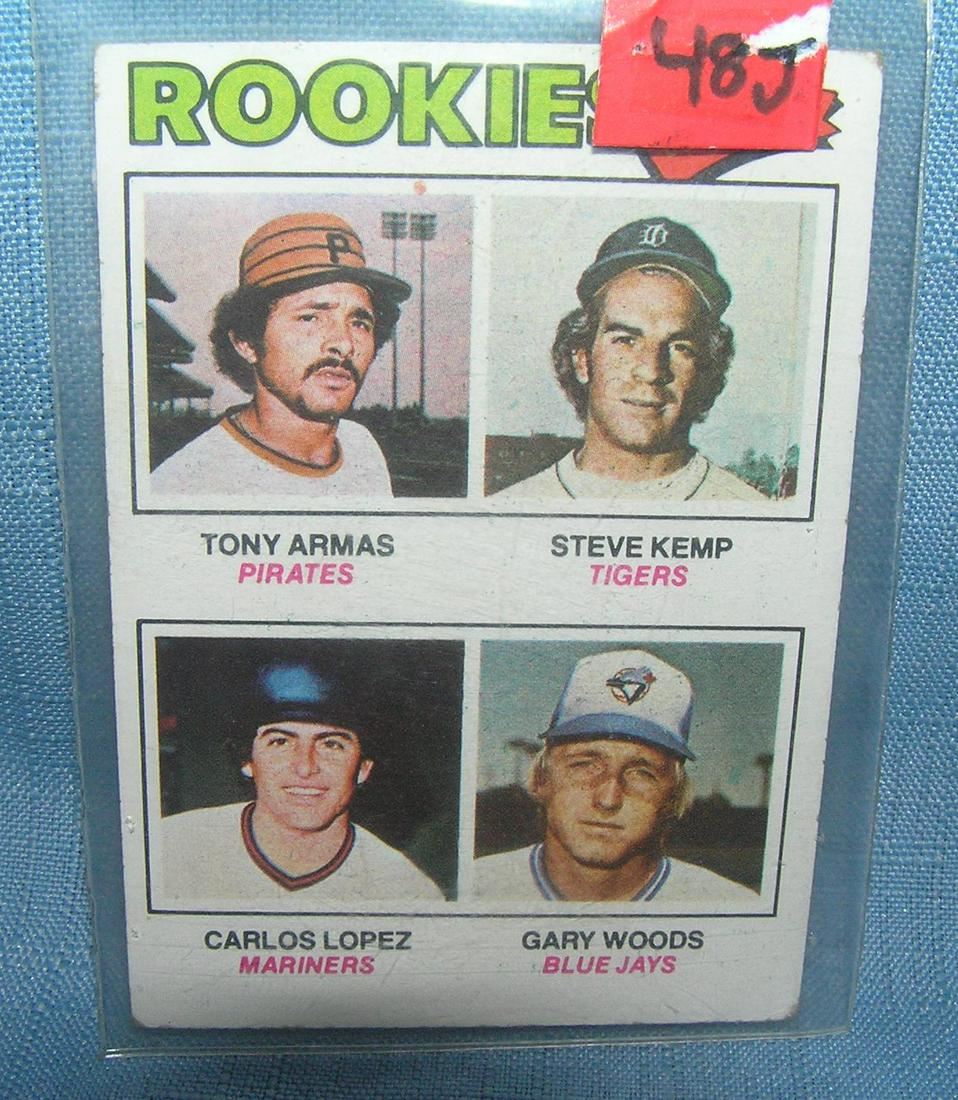 ROOKIES
48J
P
D
TONY ARMAS
PIRATES
STEVE KEMP
TIGERS
CARLOS LOPEZ
MARINERS
GARY WOODS
BLUE JAYS